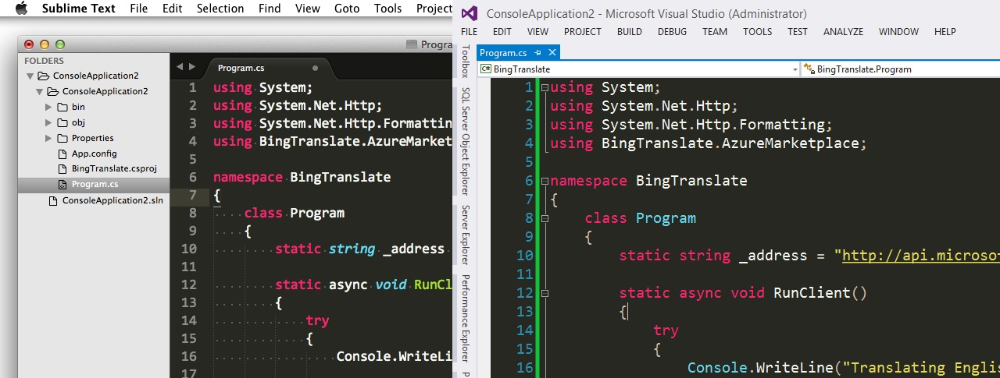 Sublime Text File Edit Selection Find View Goto Tools Project
Progra
FOLDERS
ConsoleApplication2
ConsoleApplication2
bin
obj
Properties
App.config
BingTranslate.csproj
Program.cs
ConsoleApplication2.sln
Program.cs
1 using System;
2 using System.Net.Http;
3 using System.Net.Http.Formattin
4 using BingTranslate.AzureMarket
5
6 namespace BingTranslate
7 {
8 class Program
9 {
10 static string _address
11
12 static async void RunCl
13 {
14 try
15 {
16 Console.WriteLi
17
ConsoleApplication2 - Microsoft Visual Studio (Administrator)
FILE EDIT VIEW PROJECT BUILD DEBUG TEAM TOOLS TEST ANALYZE WINDOW HELP
Toolbox
SQL Server Object Explorer
Server Explorer
Performance Explorer
P
Program.cs
C# BingTranslate
BingTranslate.Program
1 using System;
2 using System.Net.Http;
3 using System.Net.Http.Formatting;
4 using BingTranslate.AzureMarketplace;
5
6 namespace BingTranslate
7 {
8 class Program
9 {
10 static string _address = "http://api.microsof
11
12 static async void RunClient()
13 {
14 try
15 {
16 Console.WriteLine("Translating Englis